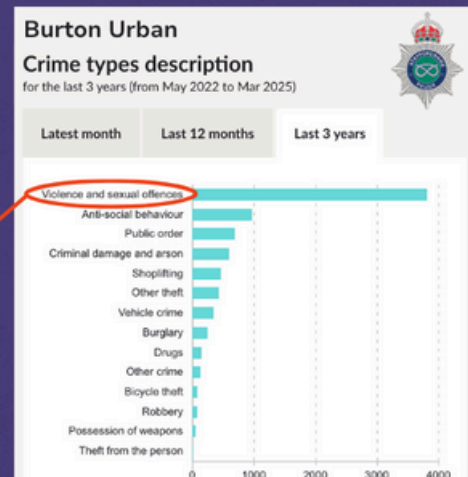 Burton Urban
Crime types description
for the last 3 years (from May 2022 to Mar 2025)
Latest month Last 12 months Last 3 years
Violence and sexual offences
Anti-social behaviour
Public order
Criminal damage and arson
Shoplifting
Other theft
Vehicle crime
Burglary
Drugs
Other crime
Bicycle theft
Robbery
Possession of weapons
Theft from the person
0 1000 2000 3000 4000